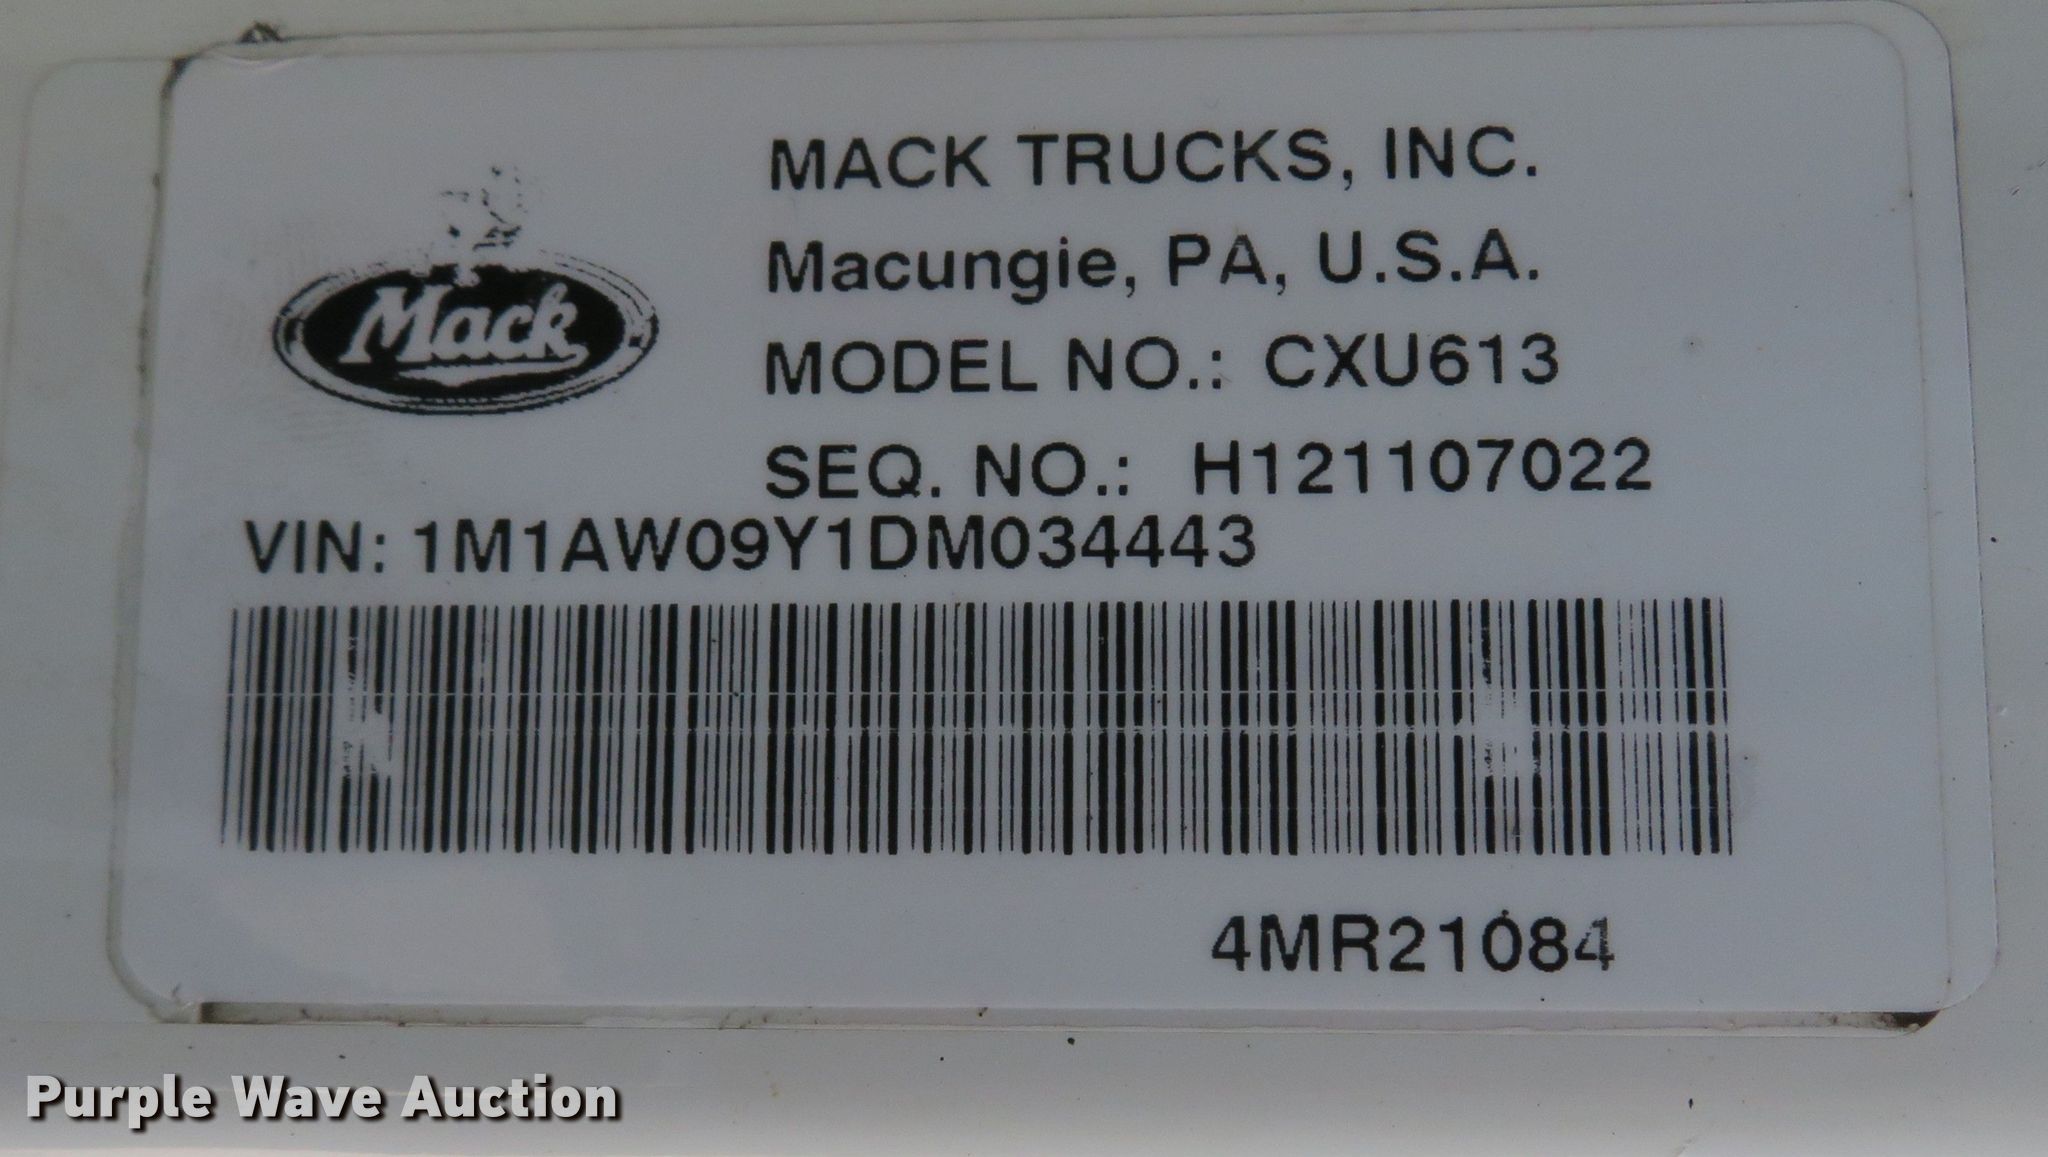 MACK TRUCKS, INC.
Macungie, PA, U.S.A.
Mack
MODEL NO.: CXU613
SEQ. NO.: H121107022
VIN: 1M1AW09Y1DM034443
4MR21084
Purple Wave Auction